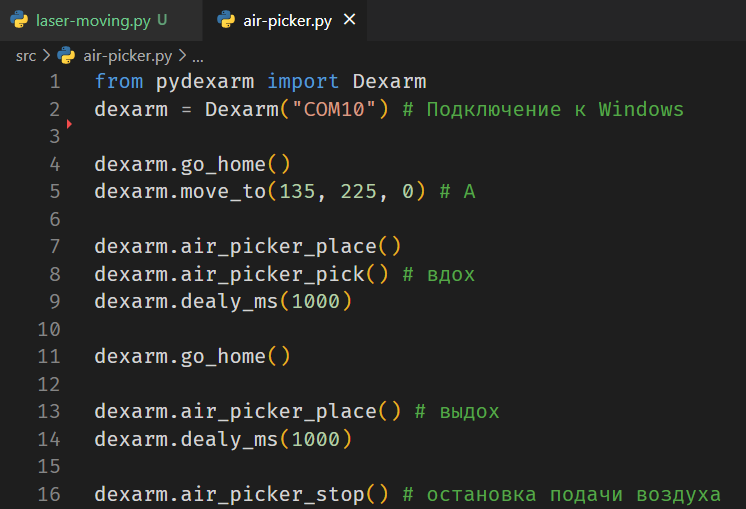 laser-moving.py U
air-picker.py ×
src > air-picker.py > ...
1 from pydexarm import Dexarm
2 dexarm = Dexarm("COM10") # Подключение к Windows
3
4 dexarm.go_home()
5 dexarm.move_to(135, 225, 0) # A
6
7 dexarm.air_picker_place()
8 dexarm.air_picker_pick() # вдох
9 dexarm.dealy_ms(1000)
10
11 dexarm.go_home()
12
13 dexarm.air_picker_place() # выдох
14 dexarm.dealy_ms(1000)
15
16 dexarm.air_picker_stop() # остановка подачи воздуха